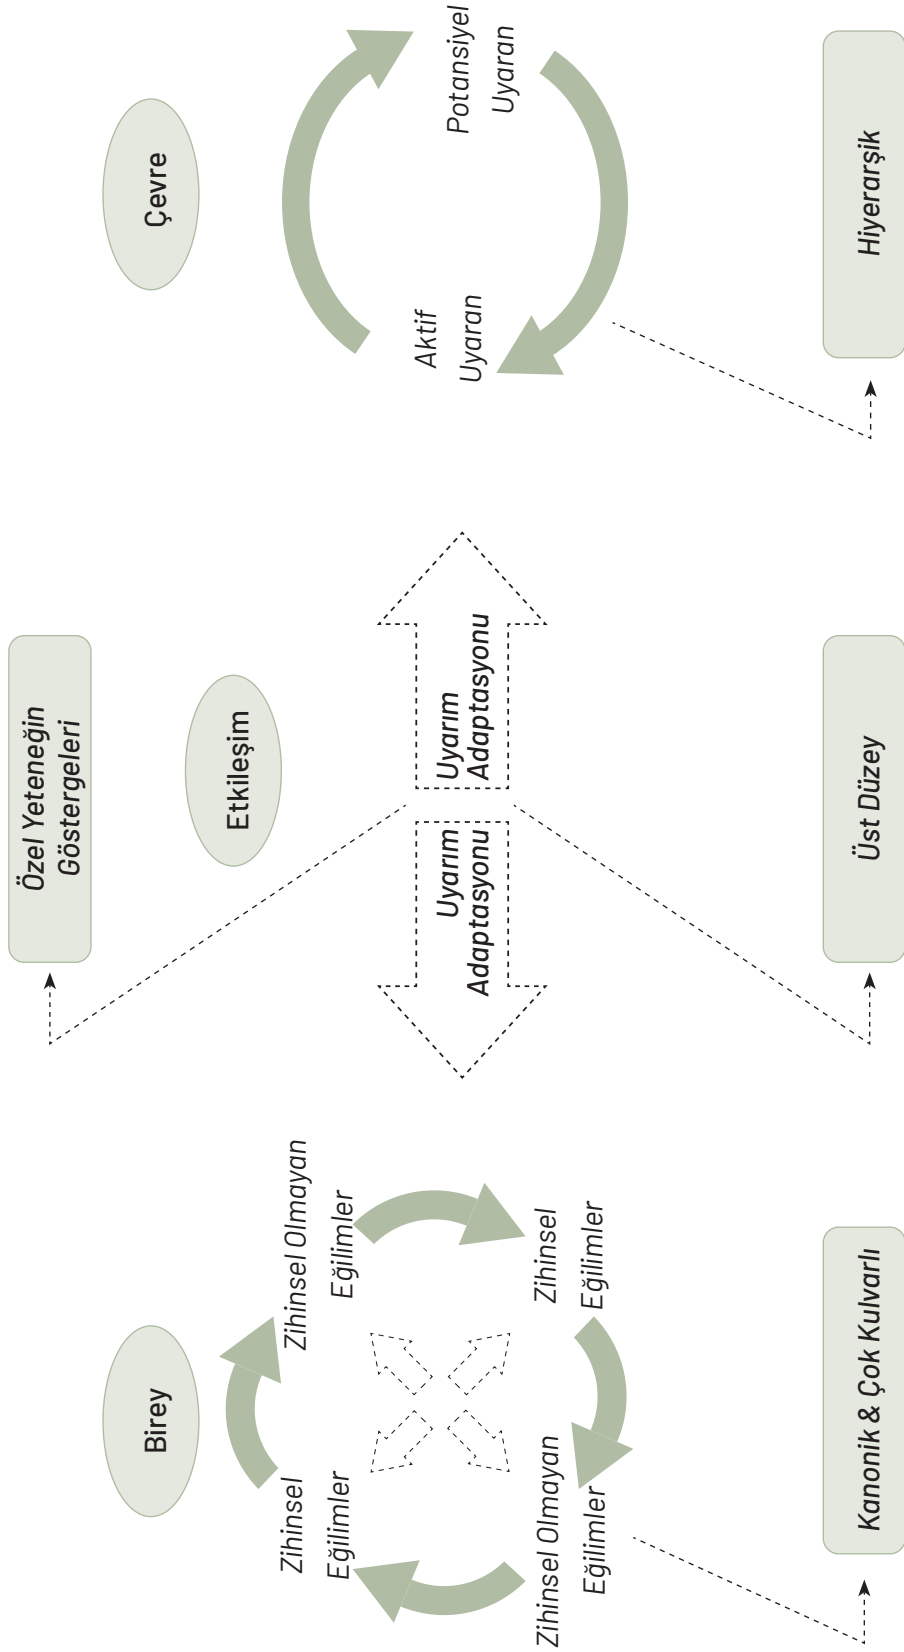 Özel Yeteneğin
Göstergeleri
Birey
Etkileşim
Çevre
Zihinsel
Eğilimler
Zihinsel Olmayan
Eğilimler
Zihinsel Olmayan
Eğilimler
Zihinsel
Eğilimler
Uyarım
Adaptasyonu
Uyarım
Adaptasyonu
Aktif
Uyaran
Potansiyel
Uyaran
Kanonik & Çok Kulvarlı
Üst Düzey
Hiyerarşik